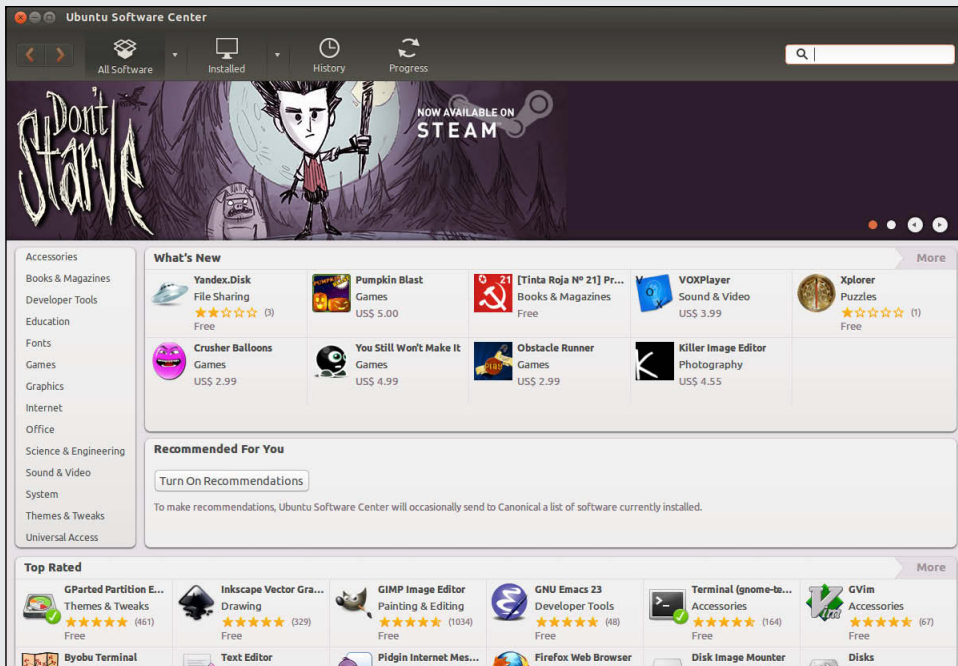 Ubuntu Software Center
All Software
Installed
History
Progress
Don't Starve
NOW AVAILABLE ON
STEAM
Accessories
Books & Magazines
Developer Tools
Education
Fonts
Games
Graphics
Internet
Office
Science & Engineering
Sound & Video
System
Themes & Tweaks
Universal Access
What's New
More
Yandex.Disk
File Sharing
(3)
Free
Pumpkin Blast
Games
US$ 5.00
[Tinta Roja Nº 21] Pr...
Books & Magazines
Free
VOXPlayer
Sound & Video
US$ 3.99
Xplorer
Puzzles
(1)
Free
Crusher Balloons
Games
US$ 2.99
You Still Won't Make It
Games
US$ 4.99
Obstacle Runner
Games
US$ 2.99
Killer Image Editor
Photography
US$ 4.55
Recommended For You
Turn On Recommendations
To make recommendations, Ubuntu Software Center will occasionally send to Canonical a list of software currently installed.
Top Rated
More
GParted Partition E...
Themes & Tweaks
(461)
Free
Inkscape Vector Gra...
Drawing
(329)
Free
GIMP Image Editor
Painting & Editing
(1034)
Free
GNU Emacs 23
Developer Tools
(48)
Free
Terminal (gnome-te...
Accessories
(164)
Free
GVim
Accessories
(67)
Free
Byobu Terminal
Text Editor
Pidgin Internet Mes...
Firefox Web Browser
Disk Image Mounter
Disks